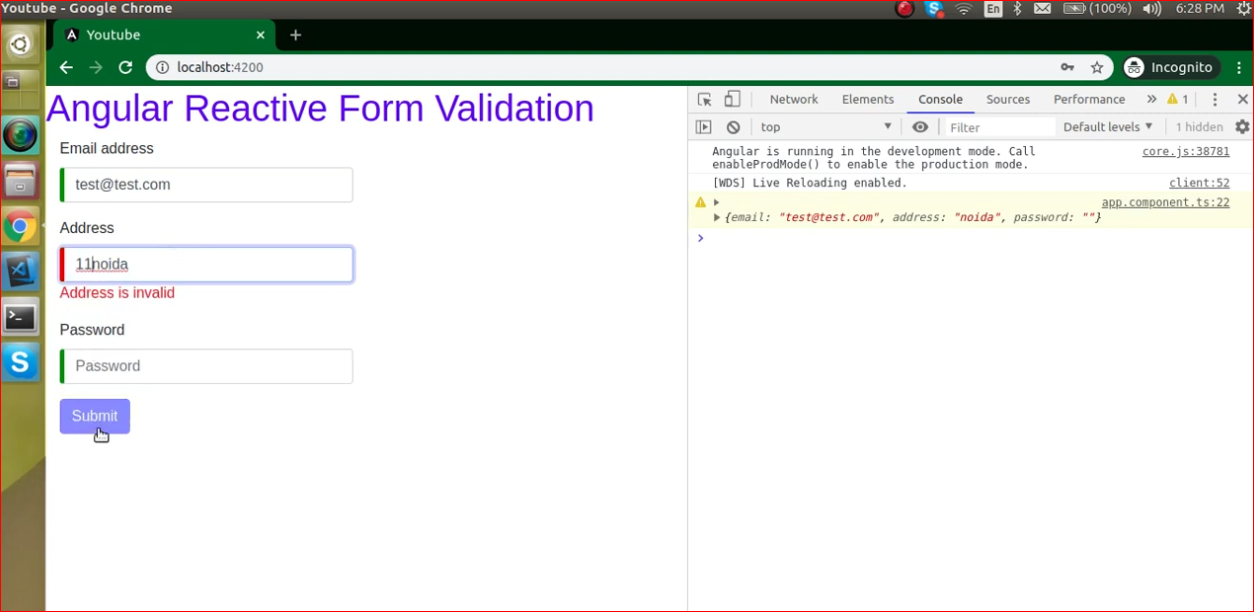 Youtube - Google Chrome
En (100%) 6:28 PM
Youtube
localhost:4200 Incognito
Angular Reactive Form Validation
Email address
test@test.com
Address
11noida
Address is invalid
Password
Password
Submit
Network Elements Console Sources Performance » 1
top Filter Default levels 1 hidden
Angular is running in the development mode. Call core.js:38781
enableProdMode() to enable the production mode.
[WDS] Live Reloading enabled. client:52
app.component.ts:22
{email: "test@test.com", address: "noida", password: ""}